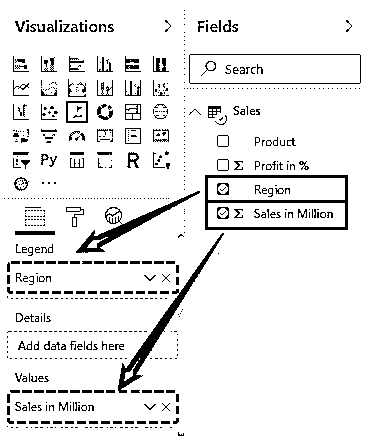 Visualizations
Fields
Search
Sales
Product
Σ Profit in %
Region
Σ Sales in Million
Py
R
...
Legend
Region
Details
Add data fields here
Values
Sales in Million